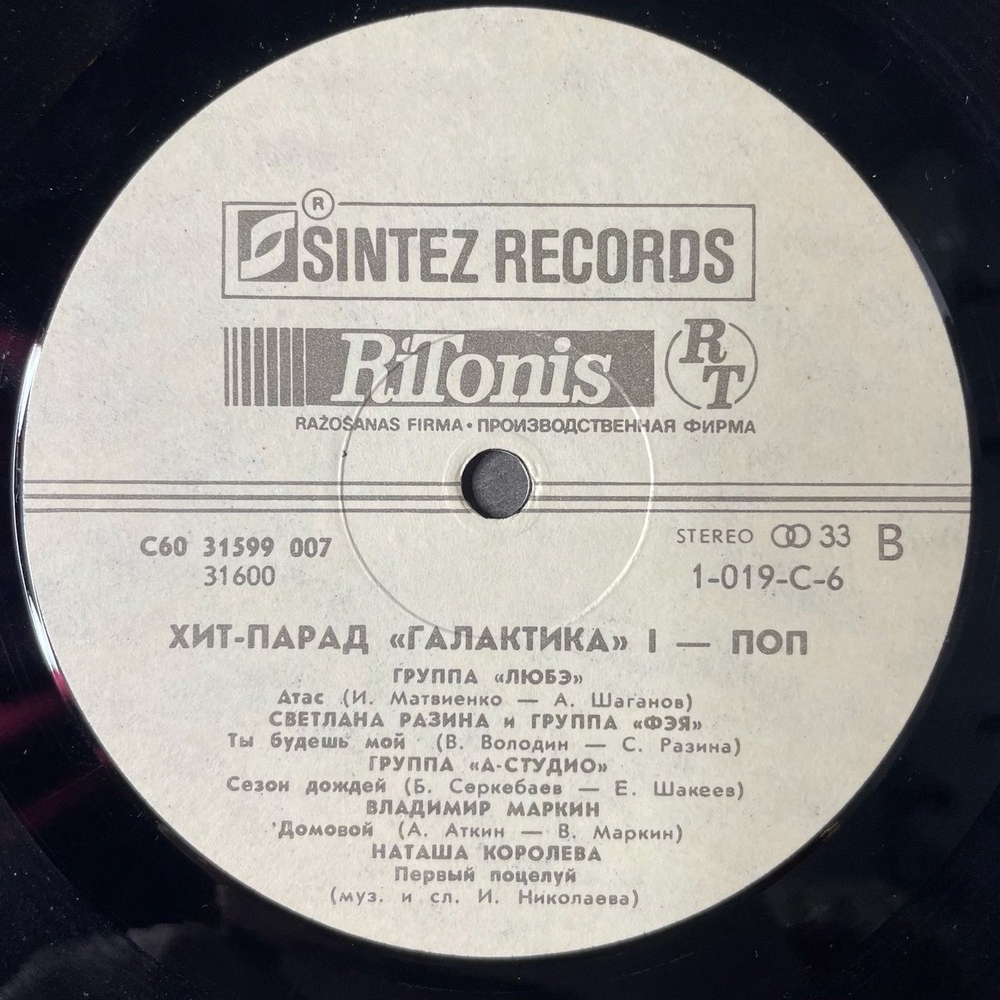 ®
SINTEZ RECORDS
RiTonis RT
RAŽOŠANAS FIRMA • ПРОИЗВОДСТВЕННАЯ ФИРМА
С60 31599 007
31600
STEREO 33 B
1-019-C-6
ХИТ-ПАРАД «ГАЛАКТИКА» I — ПОП
ГРУППА «ЛЮБЭ»
Атас (И. Матвиенко — А. Шаганов)
СВЕТЛАНА РАЗИНА и ГРУППА «ФЭЯ»
Ты будешь мой (В. Володин — С. Разина)
ГРУППА «А-СТУДИО»
Сезон дождей (Б. Серкебаев — Е. Шакеев)
ВЛАДИМИР МАРКИН
Домовой (А. Аткин — В. Маркин)
НАТАША КОРОЛЕВА
Первый поцелуй
(муз. и сл. И. Николаева)